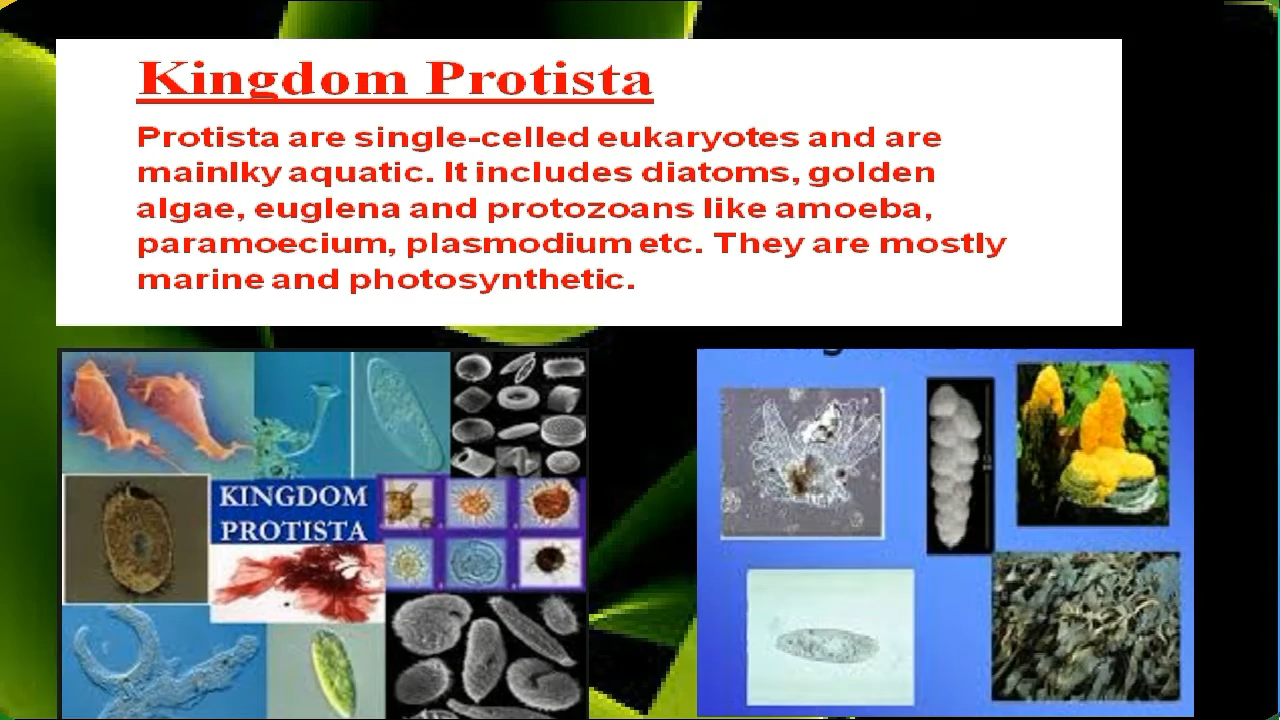 Kingdom Protista
Protista are single-celled eukaryotes and are
mainlky aquatic. It includes diatoms, golden
algae, euglena and protozoans like amoeba,
paramoecium, plasmodium etc. They are mostly
marine and photosynthetic.
KINGDOM
PROTISTA